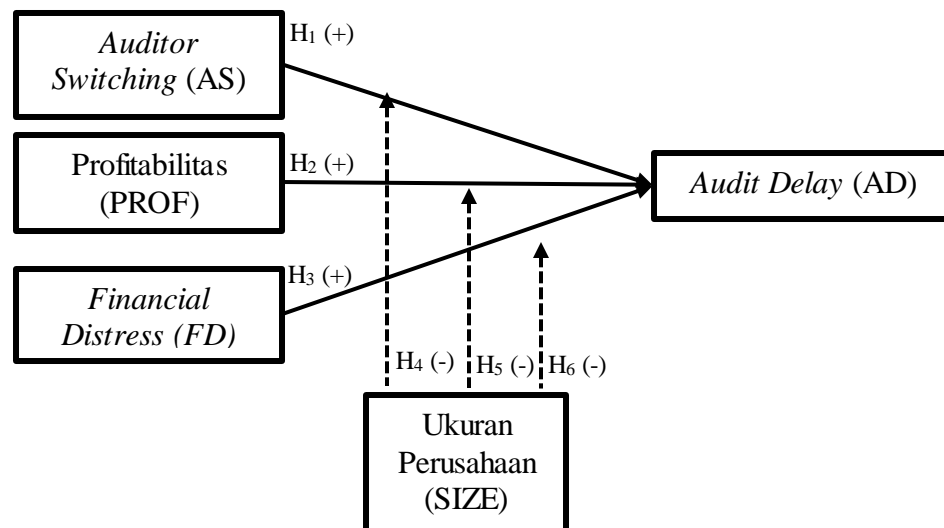 Auditor
Switching (AS)
H1 (+)
Profitabilitas
(PROF)
H2 (+)
Audit Delay (AD)
Financial
Distress (FD)
H3 (+)
H4 (-)
H5 (-)
H6 (-)
Ukuran
Perusahaan
(SIZE)